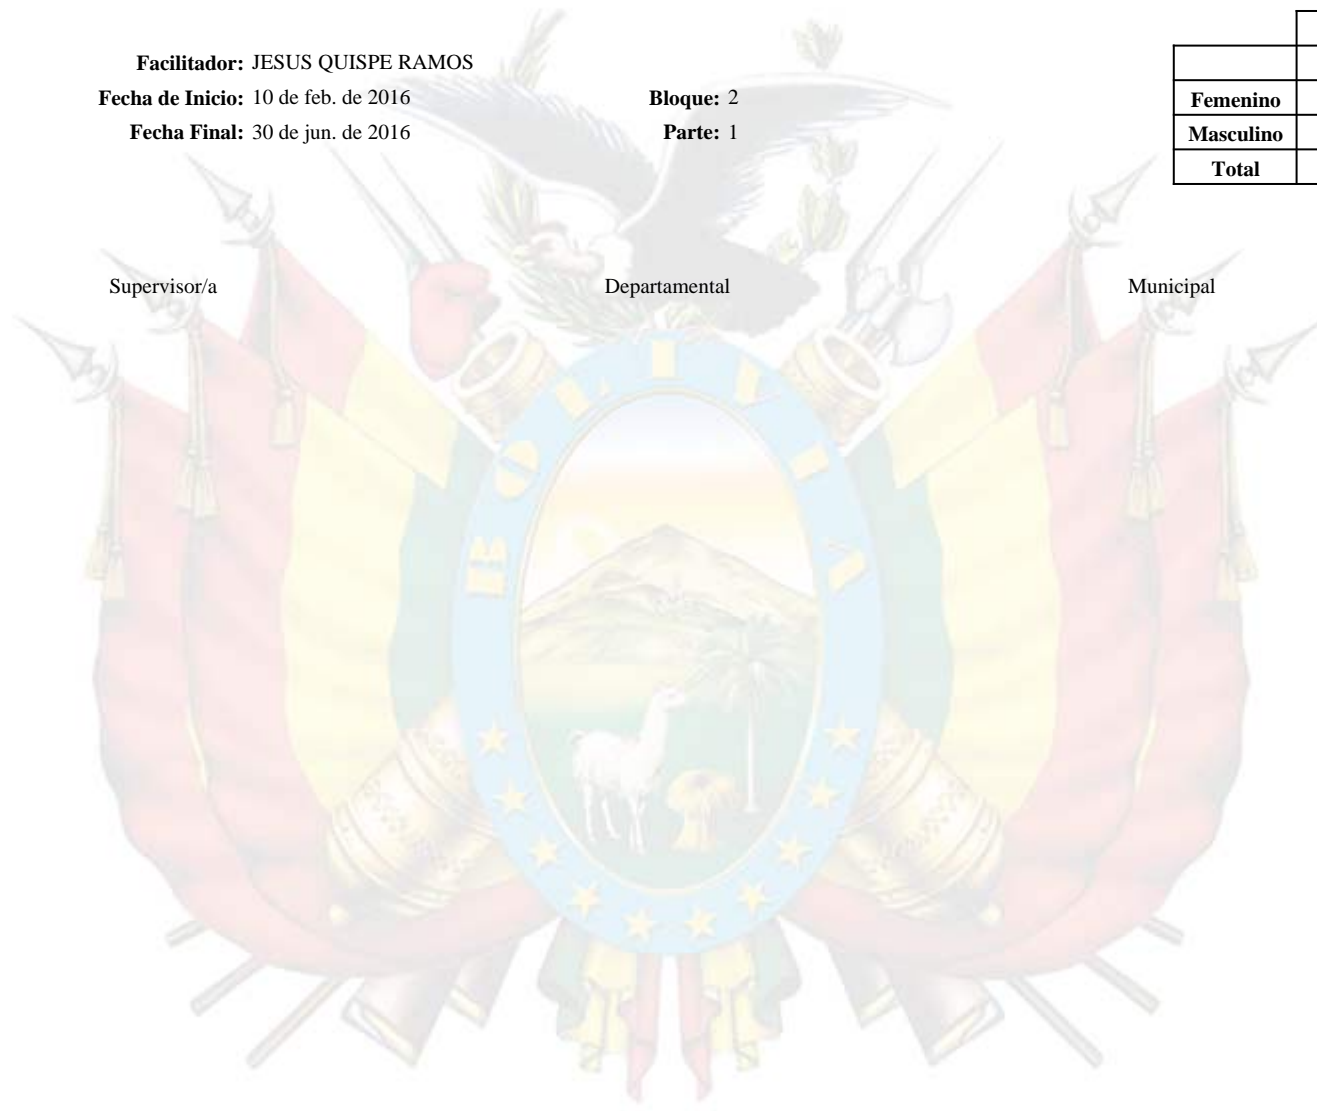 Facilitador: JESUS QUISPE RAMOS
Fecha de Inicio: 10 de feb. de 2016 Bloque: 2
Femenino
Fecha Final: 30 de jun. de 2016 Parte: 1
Masculino
Total
Supervisor/a Departamental Municipal
BOLIVIA